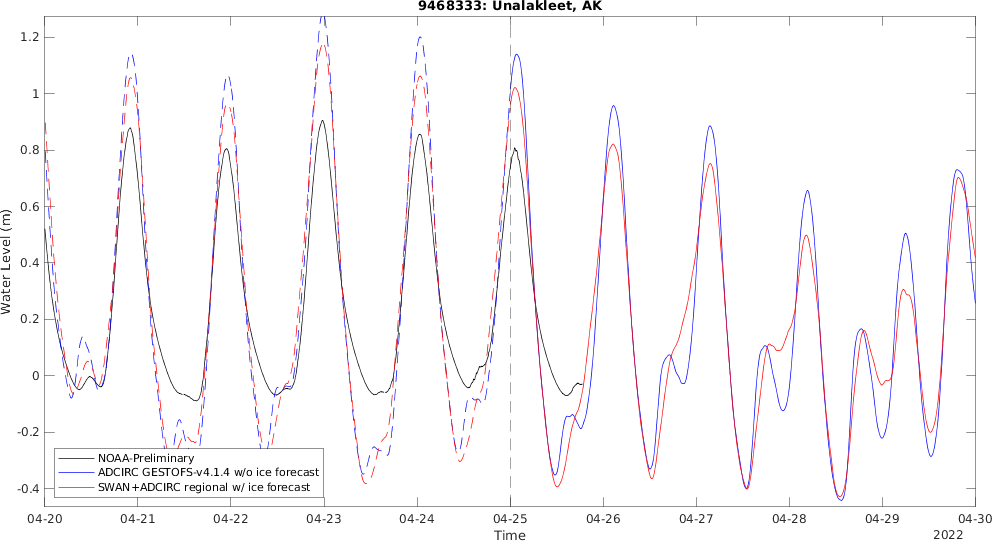 9468333: Unalakleet, AK
Water Level (m)
1.2
1
0.8
0.6
0.4
0.2
0
-0.2
-0.4
NOAA-Preliminary
ADCIRC GESTOFS-v4.1.4 w/o ice forecast
SWAN+ADCIRC regional w/ ice forecast
04-20 04-21 04-22 04-23 04-24 04-25 04-26 04-27 04-28 04-29 04-30
Time
2022